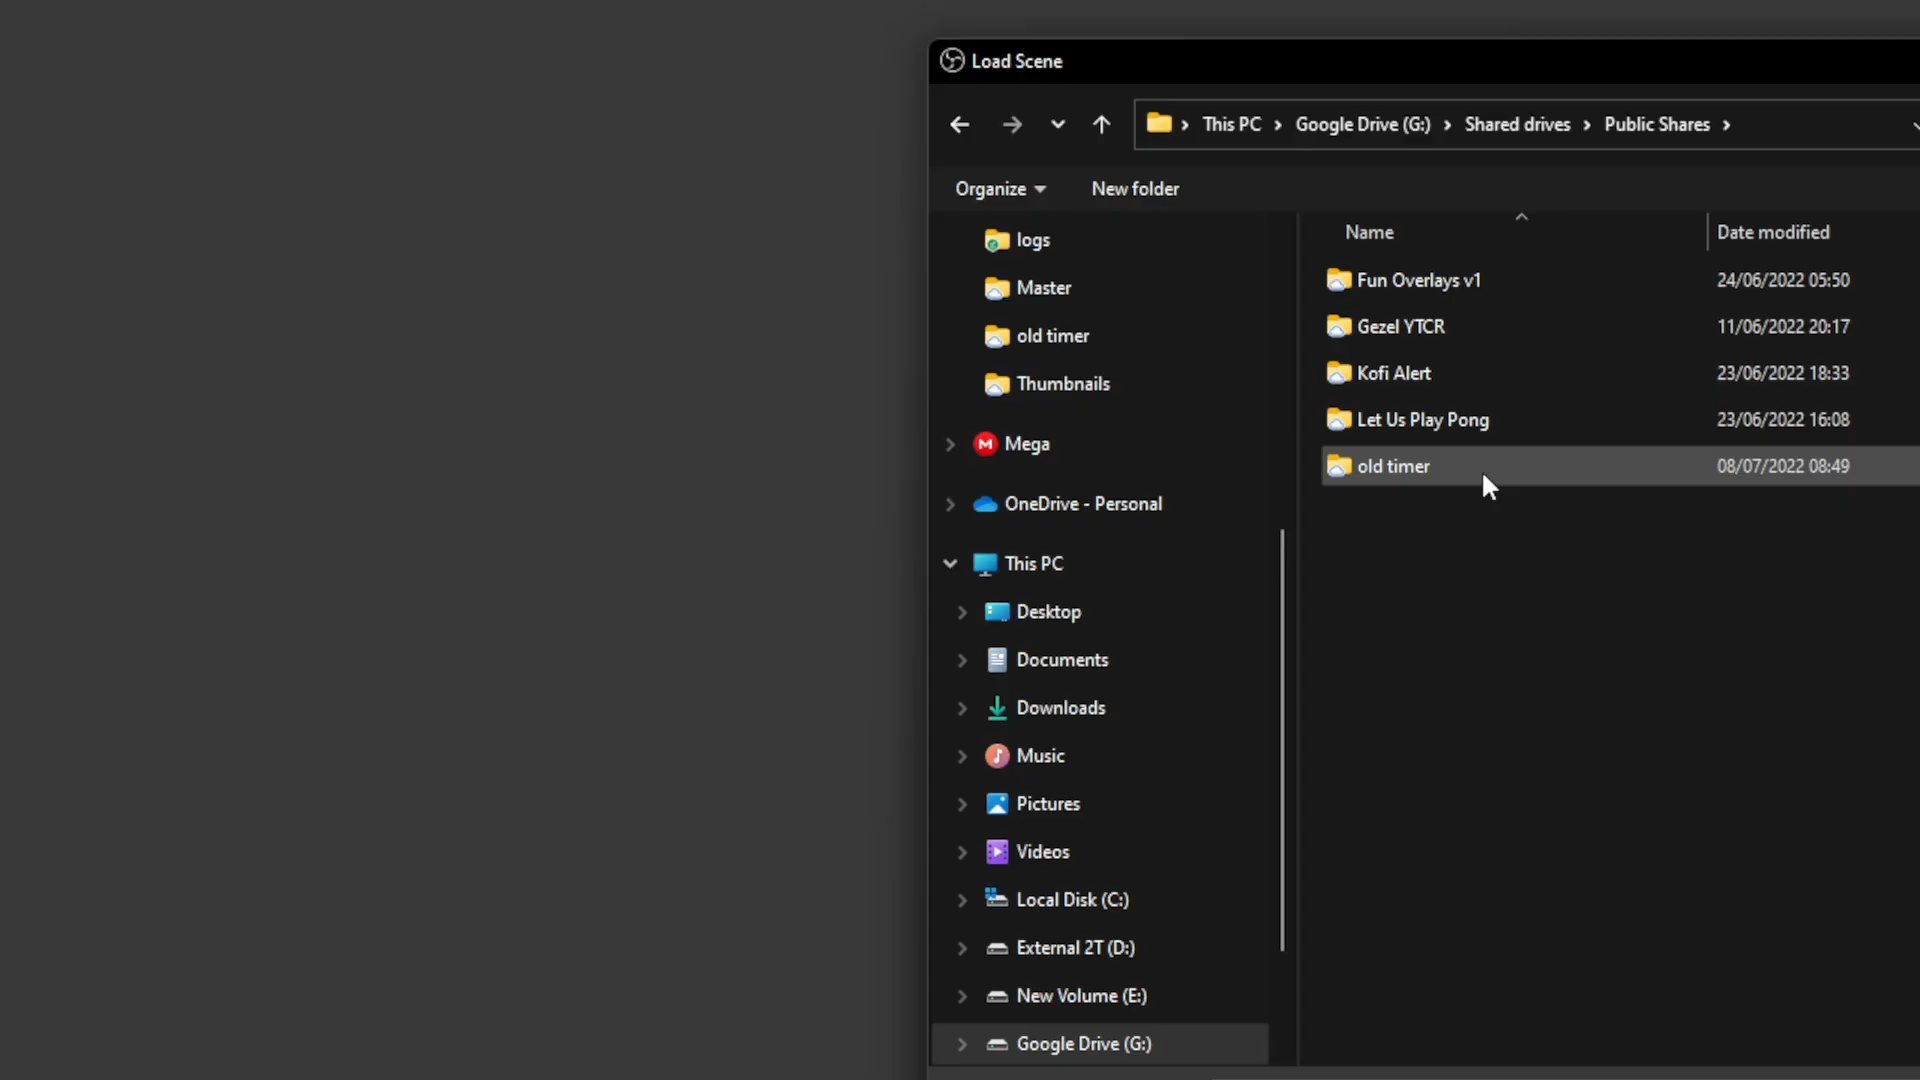 Load Scene
This PC > Google Drive (G:) > Shared drives > Public Shares >
Organize New folder
logs
Master
old timer
Thumbnails
Mega
OneDrive - Personal
This PC
Desktop
Documents
Downloads
Music
Pictures
Videos
Local Disk (C:)
External 2T (D:)
New Volume (E:)
Google Drive (G:)
Name Date modified
Fun Overlays v1 24/06/2022 05:50
Gezel YTCR 11/06/2022 20:17
Kofi Alert 23/06/2022 18:33
Let Us Play Pong 23/06/2022 16:08
old timer 08/07/2022 08:49